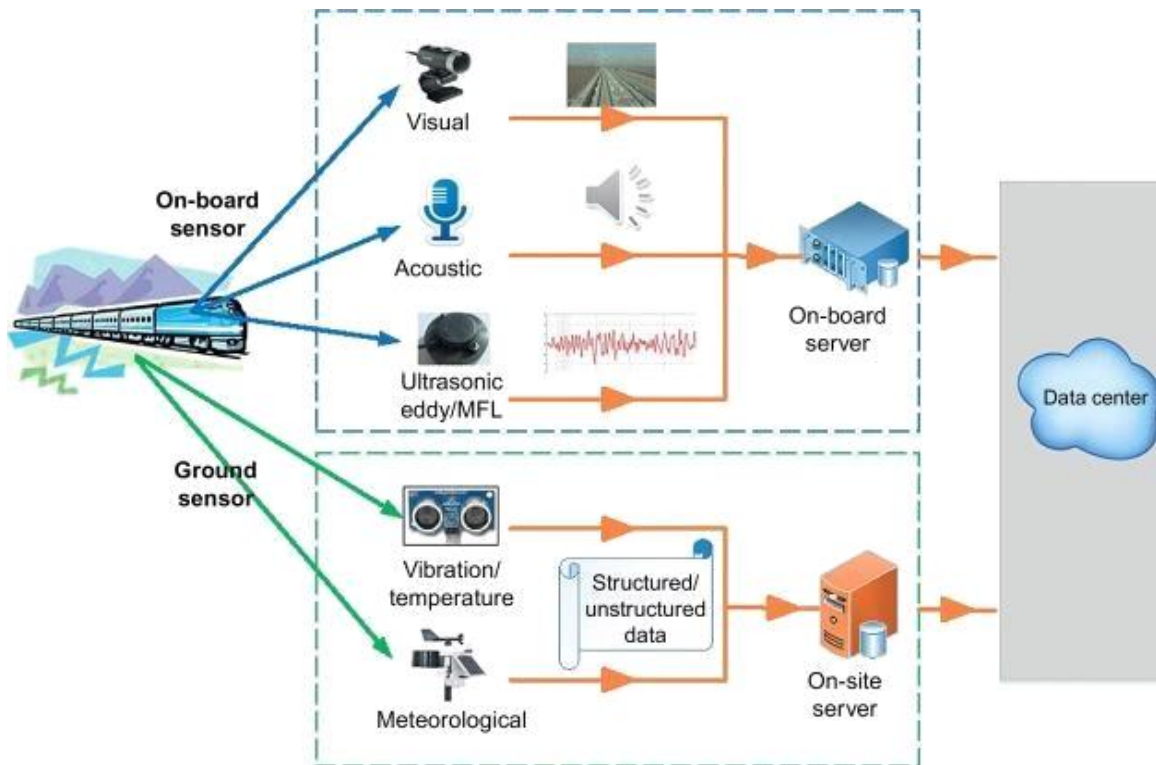 Visual
On-board
sensor
Acoustic
On-board
server
Ultrasonic
eddy/MFL
Data center
Ground
sensor
Vibration/
temperature
Structured/
unstructured
data
Meteorological
On-site
server